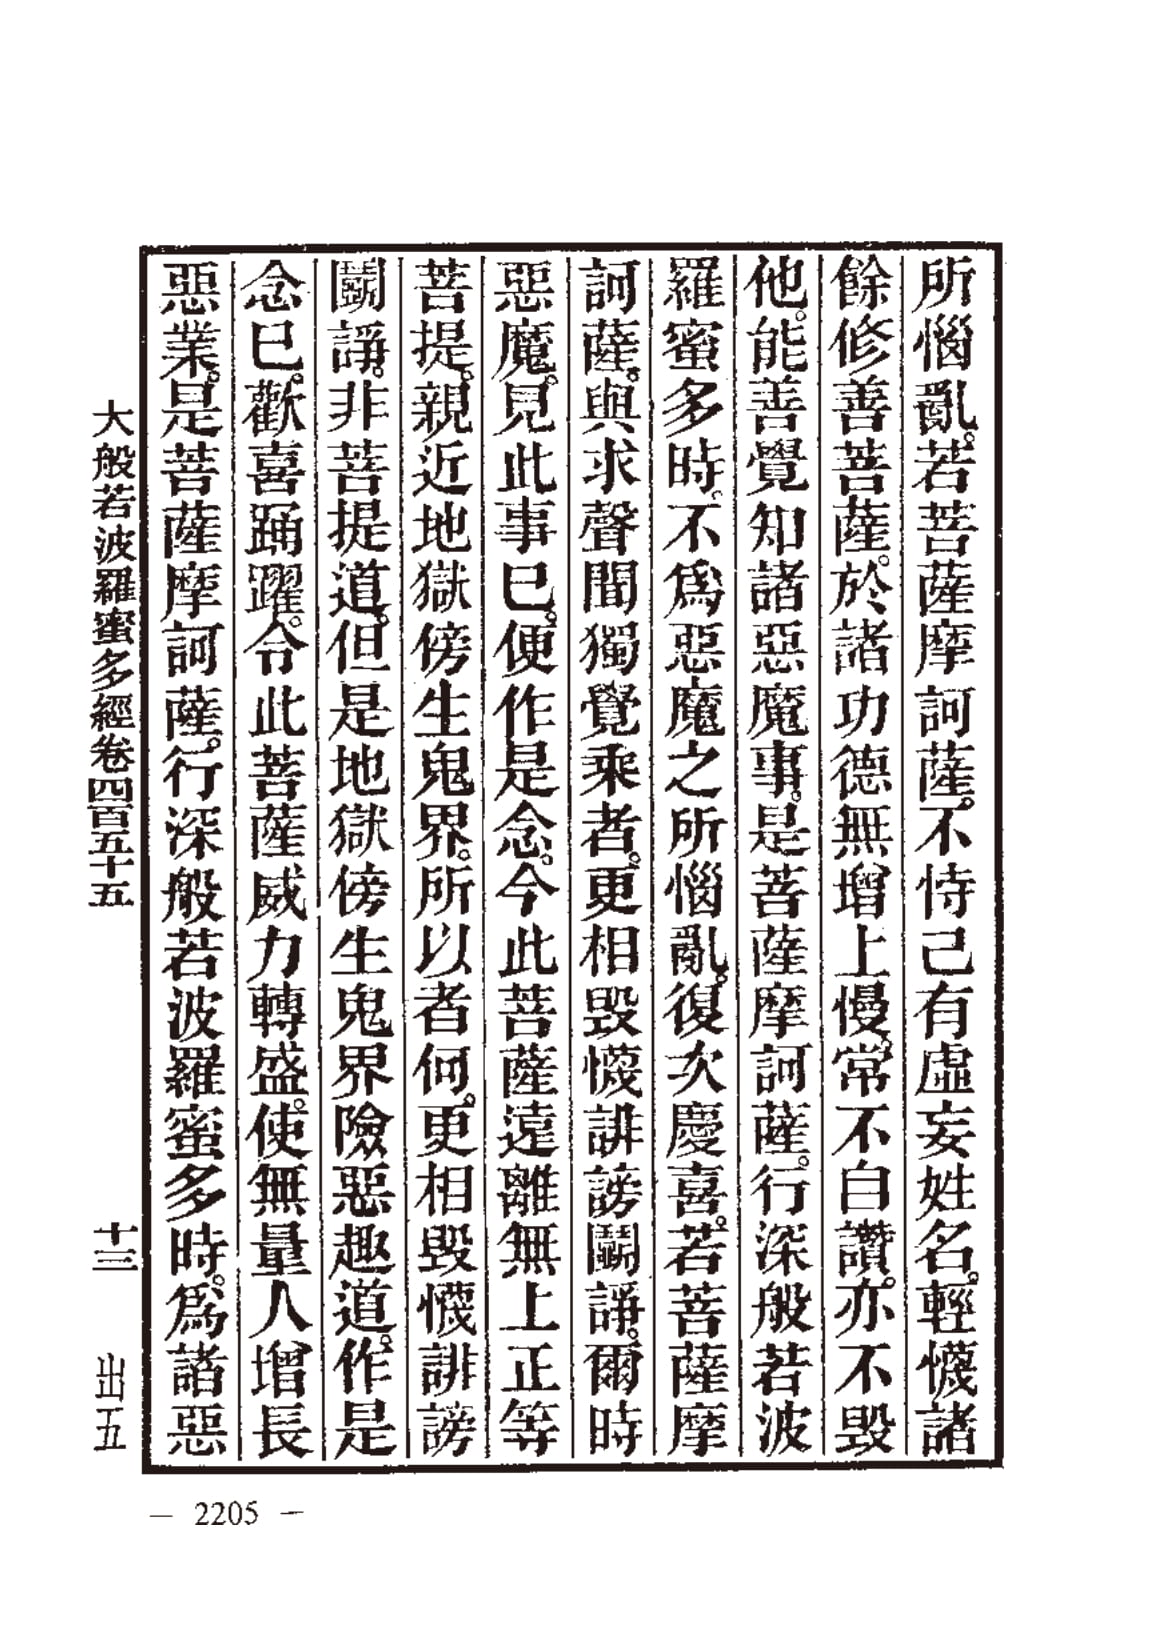 所惱亂。若菩薩摩訶薩。不恃己有虛妄姓名。輕懱諸
餘修善菩薩。於諸功德無增上慢。常不自讚。亦不毀
他。能善覺知諸惡魔事。是菩薩摩訶薩。行深般若波
羅蜜多時。不為惡魔之所惱亂。復次慶喜。若菩薩摩
訶薩。與求聲聞獨覺乘者。更相毀懱誹謗鬬諍。爾時
惡魔。見此事已。便作是念。今此菩薩遠離無上正等
菩提。親近地獄傍生鬼界。所以者何。更相毀懱誹謗
鬬諍。非菩提道。但是地獄傍生鬼界險惡趣道。作是
念已。歡喜踊躍。令此菩薩威力轉盛。使無量人增長
惡業。是菩薩摩訶薩。行深般若波羅蜜多時。為諸惡
大般若波羅蜜多經卷四百五十五 十三 出五
— 2205 —